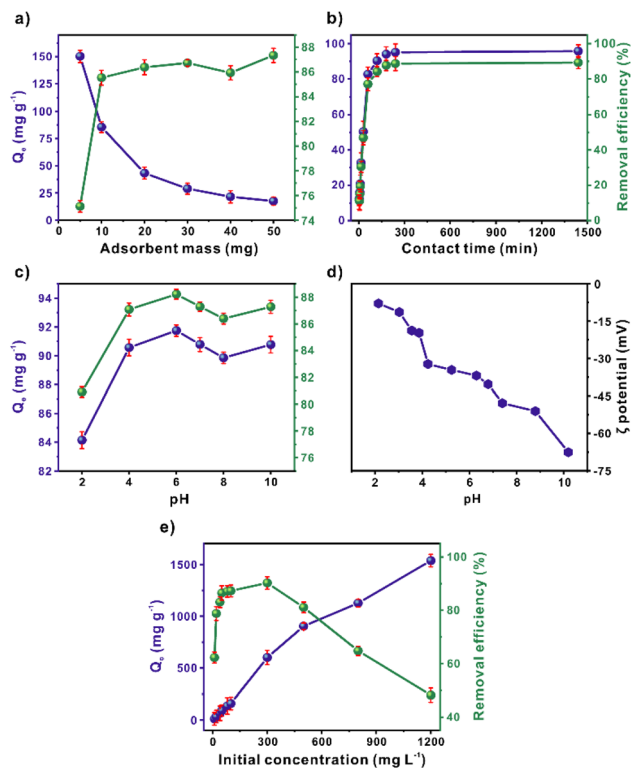 a)
b)
150
125
100
75
50
25
0
Qe (mg g⁻¹)
88
86
84
82
80
78
76
74
0 10 20 30 40 50
Adsorbent mass (mg)
100
80
60
40
20
0
100
80
60
40
20
0
Removal efficiency (%)
0 300 600 900 1200 1500
Contact time (min)
c)
d)
94
92
90
88
86
84
82
Qe (mg g⁻¹)
88
86
84
82
80
78
76
2 4 6 8 10
pH
0
-15
-30
-45
-60
-75
ζ potential (mV)
2 4 6 8 10
pH
e)
1500
1000
500
0
Qe (mg g⁻¹)
100
80
60
40
Removal efficiency (%)
0 300 600 900 1200
Initial concentration (mg L⁻¹)